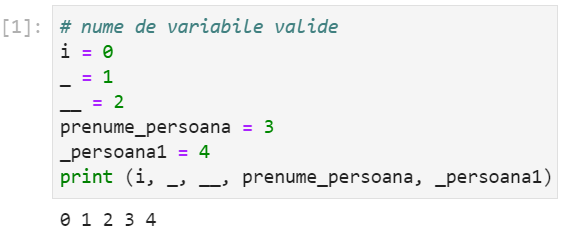 [1]: # nume de variabile valide
i = 0
_ = 1
__ = 2
prenume_persoana = 3
_persoana1 = 4
print (i, _, __, prenume_persoana, _persoana1)
0 1 2 3 4